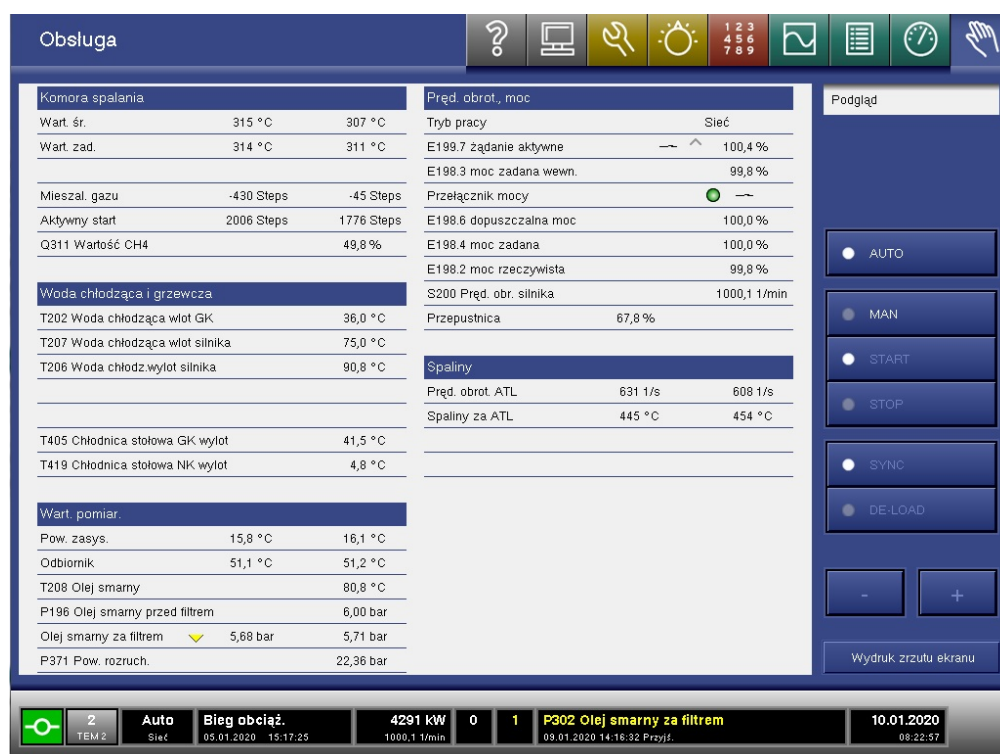 Obsługa
1 2 3
4 5 6
7 8 9
Komora spalania
Wart. śr. 315 °C 307 °C
Wart. zad. 314 °C 311 °C
Mieszal. gazu -430 Steps -45 Steps
Aktywny start 2006 Steps 1776 Steps
Q311 Wartość CH4 49,8 %
Woda chłodząca i grzewcza
T202 Woda chłodząca wlot GK 36,0 °C
T207 Woda chłodząca wlot silnika 75,0 °C
T206 Woda chłodz.wylot silnika 90,8 °C
T405 Chłodnica stołowa GK wylot 41,5 °C
T419 Chłodnica stołowa NK wylot 4,8 °C
Wart. pomiar.
Pow. zasys. 15,8 °C 16,1 °C
Odbiornik 51,1 °C 51,2 °C
T208 Olej smarny 80,8 °C
P196 Olej smarny przed filtrem 6,00 bar
Olej smarny za filtrem 5,68 bar 5,71 bar
P371 Pow. rozruch. 22,36 bar
Pręd. obrot., moc
Tryb pracy Sieć
E199.7 żądanie aktywne 100,4 %
E198.3 moc zadana wewn. 99,8 %
Przełącznik mocy
E198.6 dopuszczalna moc 100,0 %
E198.4 moc zadana 100,0 %
E198.2 moc rzeczywista 99,8 %
S200 Pręd. obr. silnika 1000,1 1/min
Przepustnica 67,8 %
Spaliny
Pręd. obrot. ATL 631 1/s 608 1/s
Spaliny za ATL 445 °C 454 °C
Podgląd
AUTO
MAN
START
STOP
SYNC
DE-LOAD
- +
Wydruk zrzutu ekranu
2
TEM 2
Auto
Sieć
Bieg obciąż.
05.01.2020 15:17:25
4291 kW
1000,1 1/min
0
1
P302 Olej smarny za filtrem
09.01.2020 14:16:32 Przyjś.
10.01.2020
08:22:57